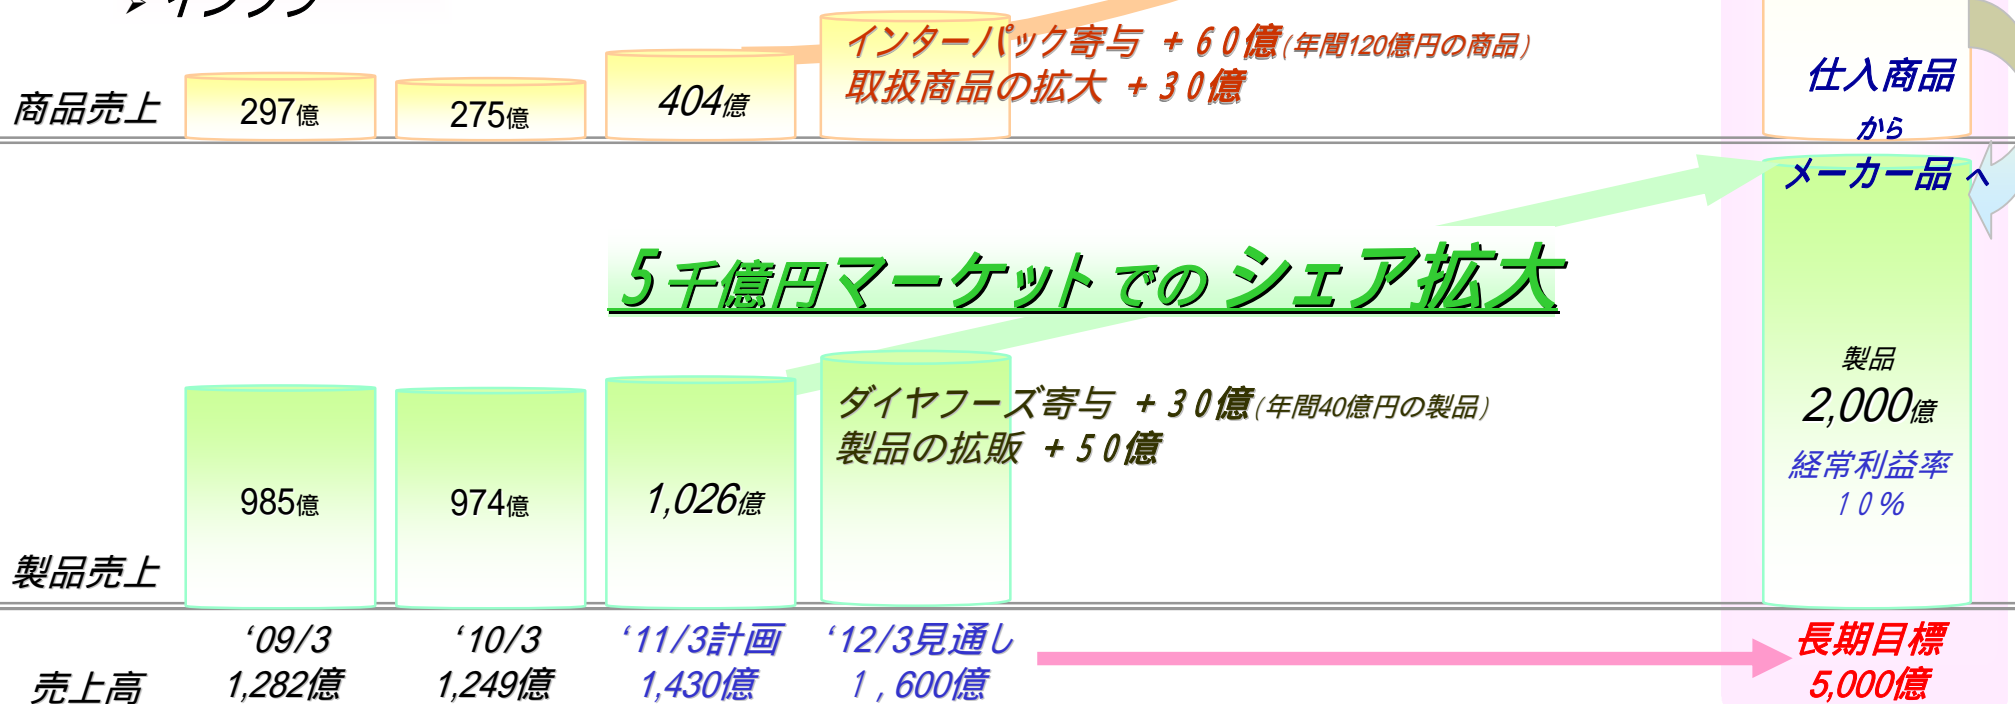 インターパック寄与 ＋６０億(年間120億円の商品)
取扱商品の拡大 ＋３０億
商品売上
297億
275億
404億
仕入商品
から
メーカー品 へ
５千億円マーケットでの シェア拡大
ダイヤフーズ寄与 ＋３０億(年間40億円の製品)
製品の拡販 ＋５０億
985億
974億
1,026億
製品
2,000億
経常利益率
１０％
製品売上
‘09/3
‘10/3
‘11/3計画
‘12/3見通し
長期目標
売上高
1,282億
1,249億
1,430億
１，600億
5,000億